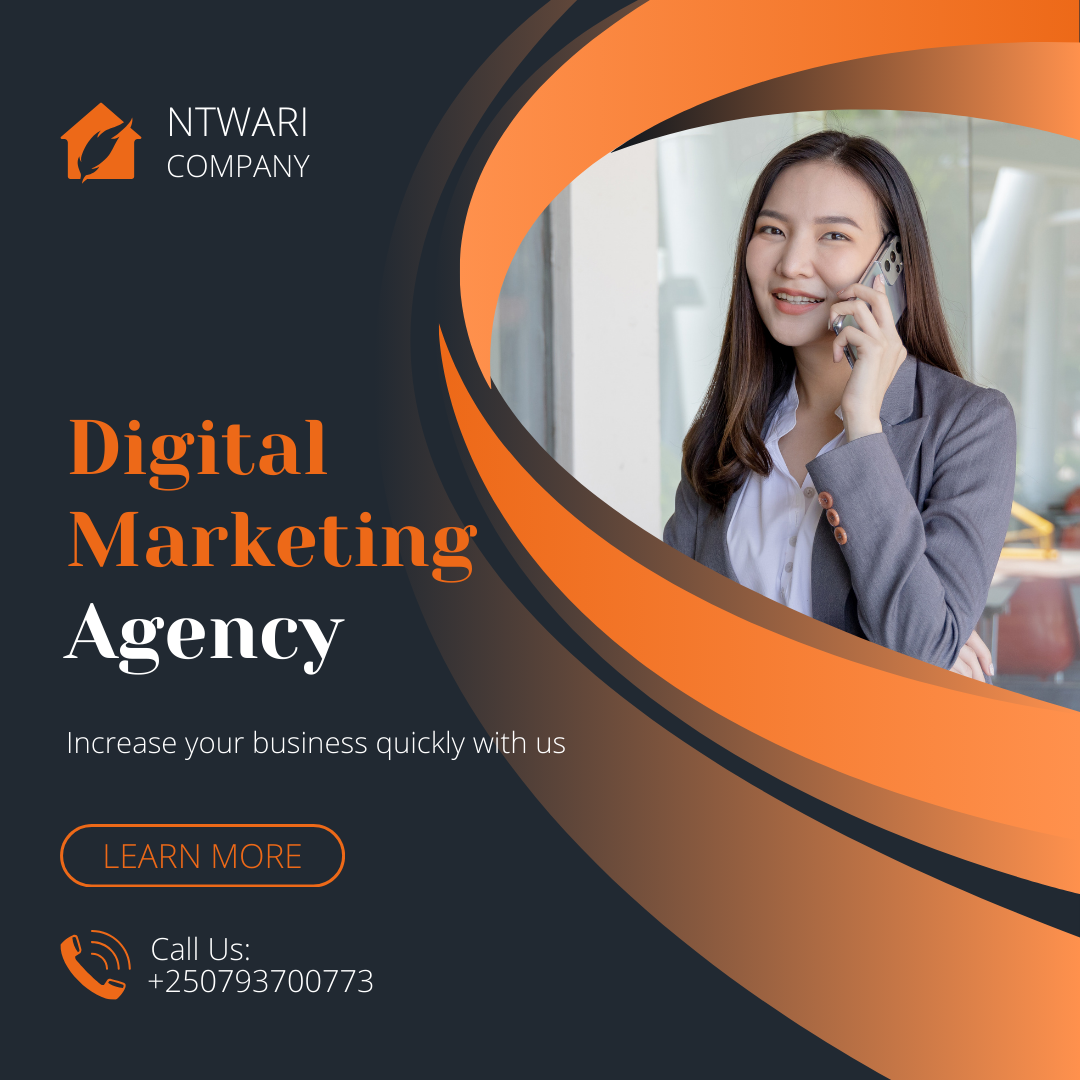 NTWARI
COMPANY
Digital
Marketing
Agency
Increase your business quickly with us
LEARN MORE
Call Us:
+250793700773